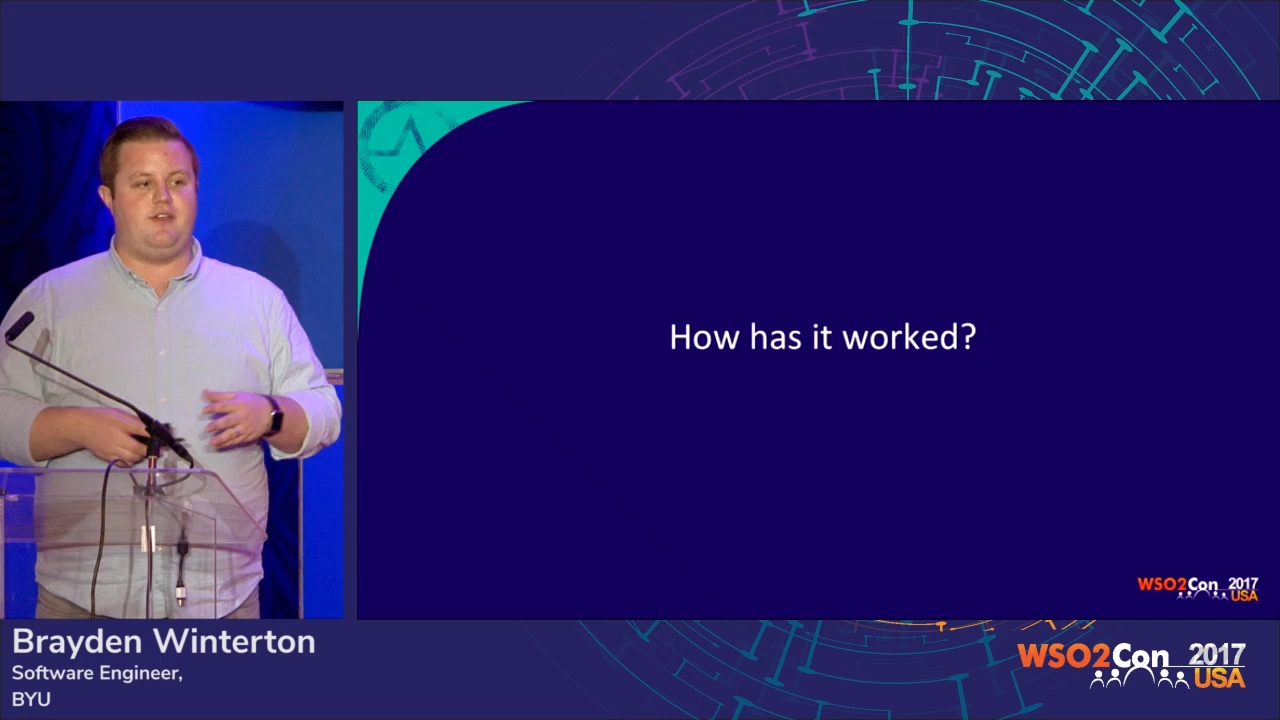 How has it worked?
WSO2Con 2017
USA
Brayden Winterton
Software Engineer,
BYU
WSO2Con 2017
USA